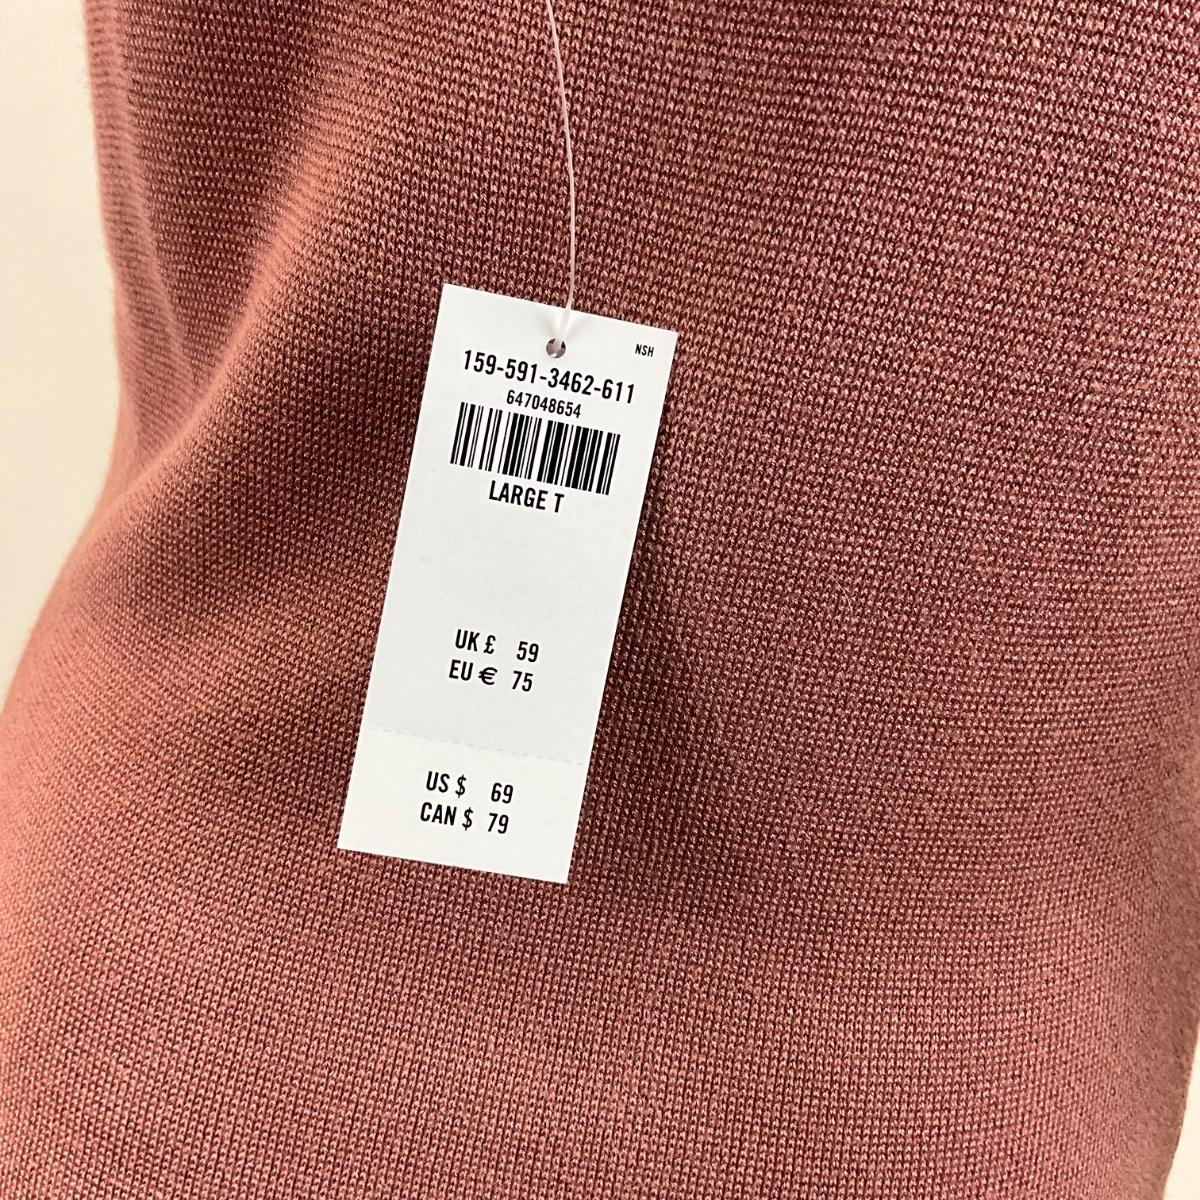 NSH
159-591-3462-611
647048654
LARGE T
UK £ 59
EU € 75
US $ 69
CAN $ 79